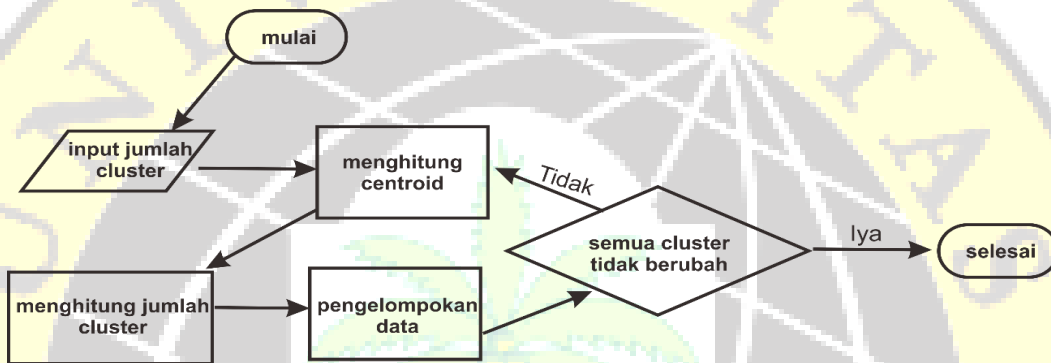 mulai
input jumlah
cluster
menghitung
centroid
Tidak
semua cluster
tidak berubah
Iya
selesai
menghitung jumlah
cluster
pengelompokan
data